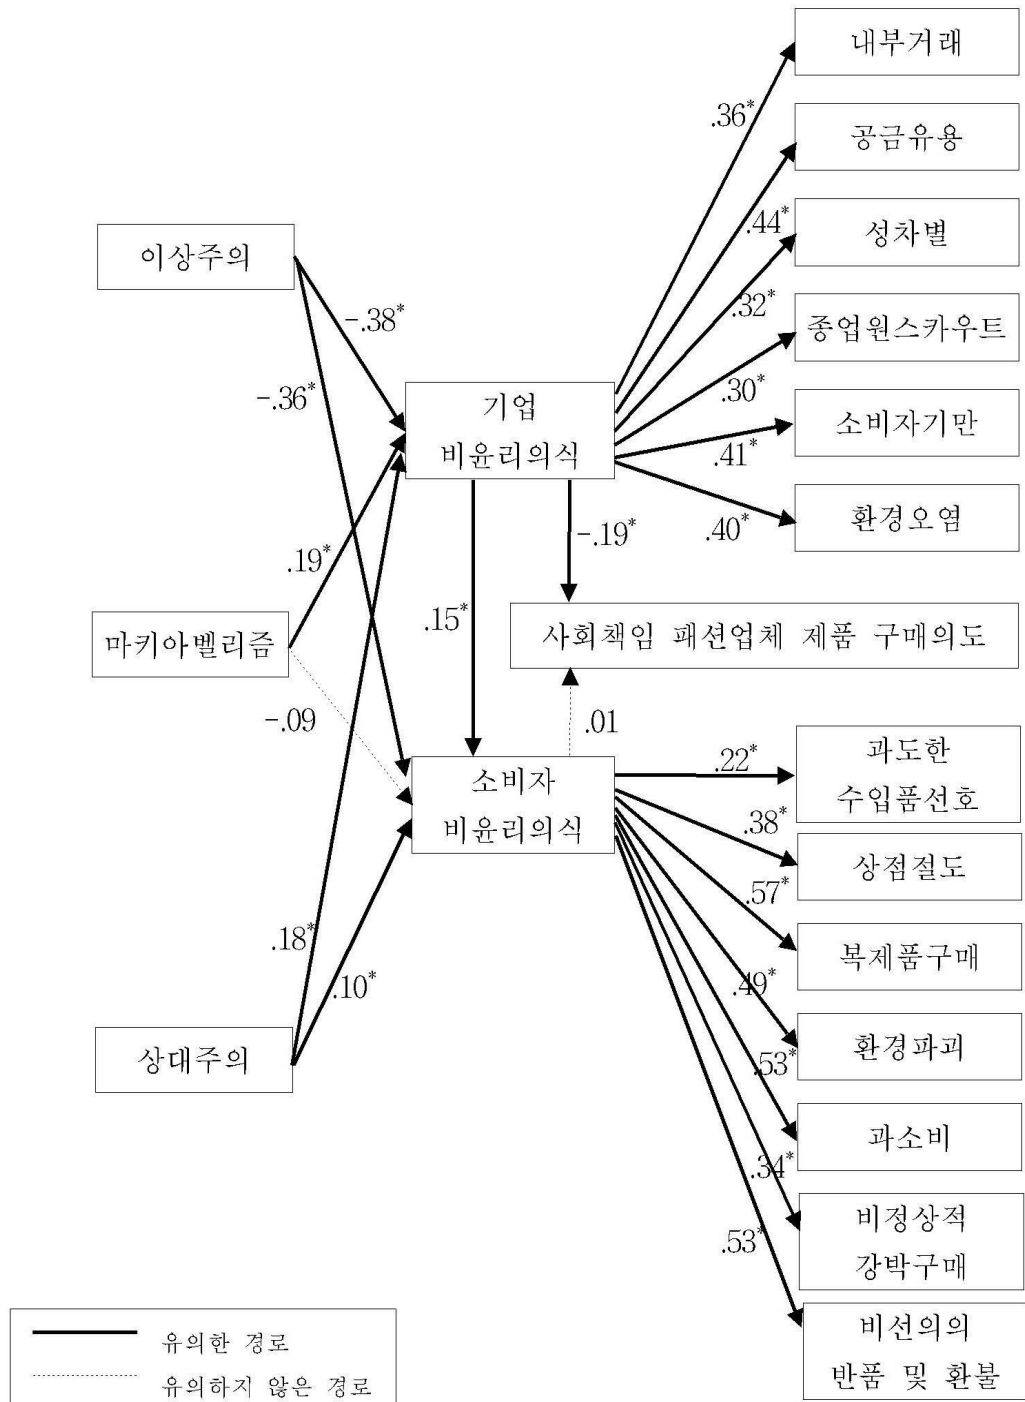 내부거래
.36*
공금유용
.44*
성차별
이상주의
.32*
-.38*
종업원스카우트
.30*
-.36*
기업
비윤리의식
소비자기만
.41*
환경오염
.40*
-.19*
.19*
.15*
사회책임 패션업체 제품 구매의도
마키아벨리즘
-.09
.01
과도한
수입품선호
.22*
소비자
비윤리의식
.38*
상점절도
.57*
복제품구매
.18*
.10*
.49*
환경파괴
상대주의
.53*
과소비
.34*
비정상적
강박구매
.53*
비선의의
반품 및 환불
유의한 경로
유의하지 않은 경로